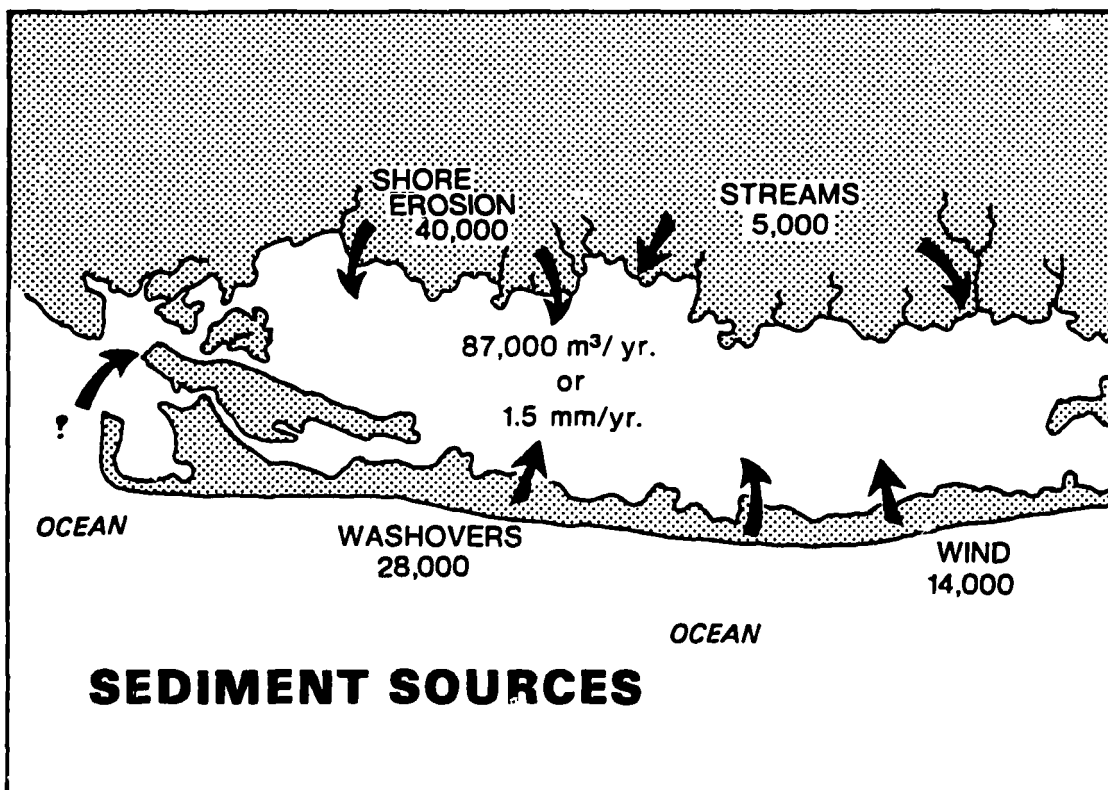 SHORE
EROSION
40,000
STREAMS
5,000
87,000 m³/ yr.
or
1.5 mm/yr.
?
OCEAN
WASHOVERS
28,000
WIND
14,000
OCEAN
SEDIMENT SOURCES